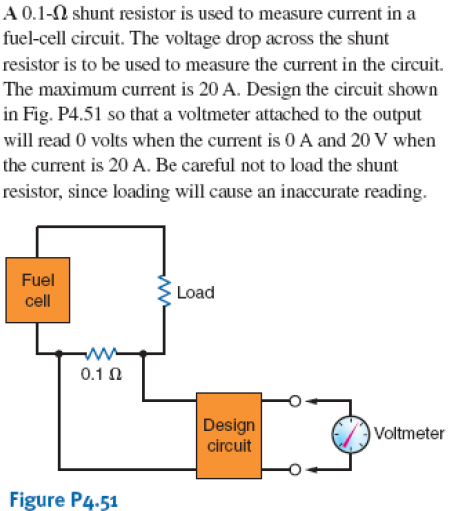 A 0.1-Ω shunt resistor is used to measure current in a
fuel-cell circuit. The voltage drop across the shunt
resistor is to be used to measure the current in the circuit.
The maximum current is 20 A. Design the circuit shown
in Fig. P4.51 so that a voltmeter attached to the output
will read 0 volts when the current is 0 A and 20 V when
the current is 20 A. Be careful not to load the shunt
resistor, since loading will cause an inaccurate reading.
Fuel
cell
Load
0.1 Ω
Design
circuit
Voltmeter
Figure P4.51